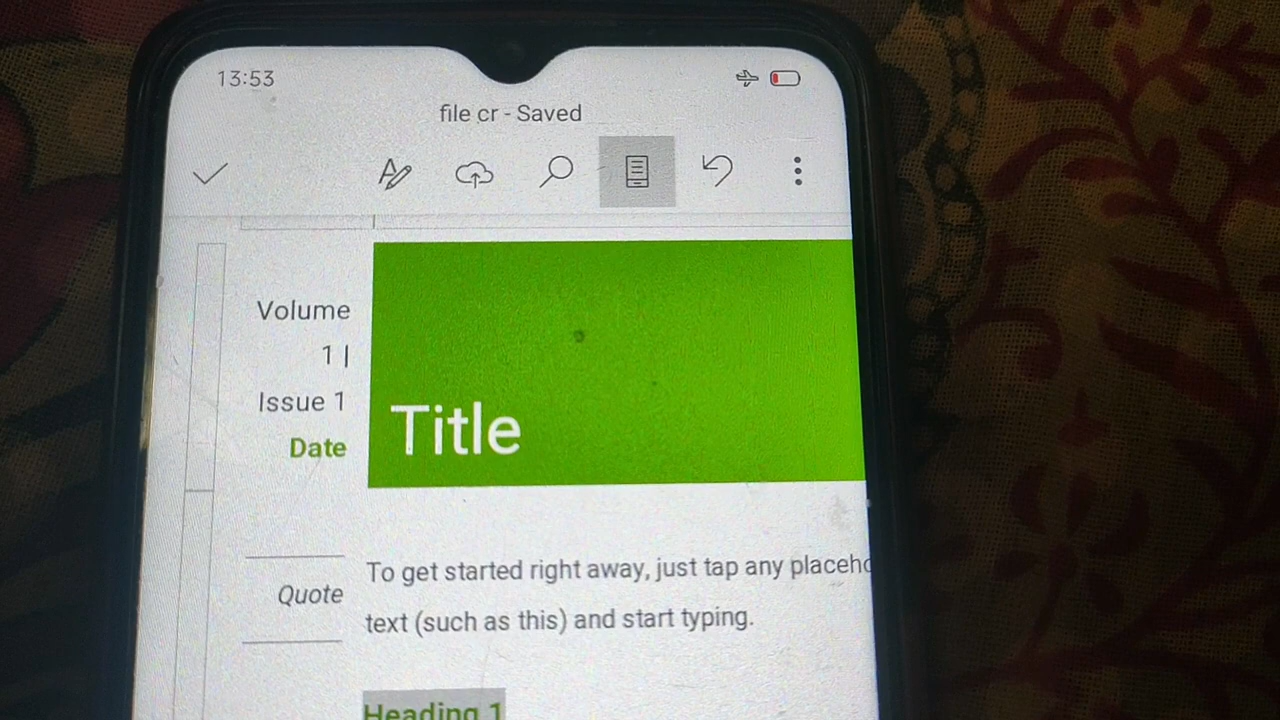 13:53
file cr - Saved
Volume
1 |
Issue 1
Date
Title
Quote
To get started right away, just tap any placeho
text (such as this) and start typing.
Heading 1